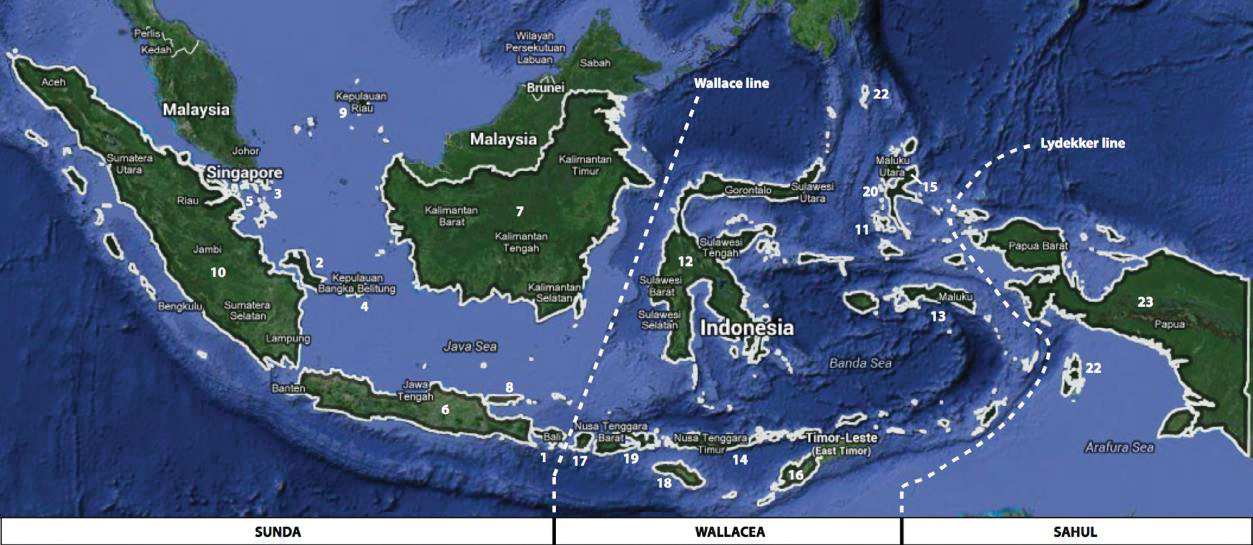 Perlis
Kedah
Wilayah
Persekutuan
Labuan
Sabah
Aceh
Malaysia
Kepulauan
Riau
9
Brunei
Wallace line
22
Johor
Malaysia
Lydekker line
Sumatera
Utara
Singapore
Kalimantan
Timur
Maluku
Utara
3
5
Riau
Gorontalo
Sulawesi
Utara
20
15
Kalimantan
Barat
7
Kalimantan
Tengah
11
Jambi
10
2
Sulawesi
Tengah
12
Papua Barat
Kepulauan
Bangka Belitung
4
Kalimantan
Selatan
Sulawesi
Barat
Maluku
13
23
Papua
Bengkulu
Sumatera
Selatan
Sulawesi
Selatan
Indonesia
Lampung
Java Sea
Banda Sea
22
Banten
Jawa
Tengah
6
8
Bali
1
17
Nusa Tenggara
Barat
19
Nusa Tenggara
Timur
14
Timor-Leste
(East Timor)
18
16
Arafura Sea
SUNDA
WALLACEA
SAHUL